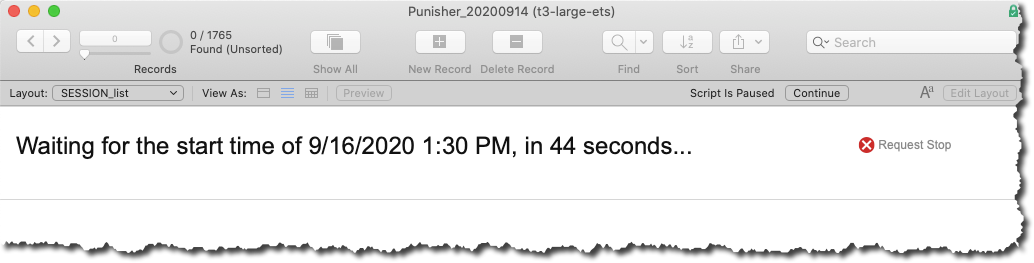 Punisher_20200914 (t3-large-ets)
0
0 / 1765
Found (Unsorted)
Records
Show All
New Record
Delete Record
Find
Sort
Share
Search
Layout: SESSION_list
View As:
Preview
Script Is Paused
Continue
Aa
Edit Layout
Waiting for the start time of 9/16/2020 1:30 PM, in 44 seconds...
Request Stop